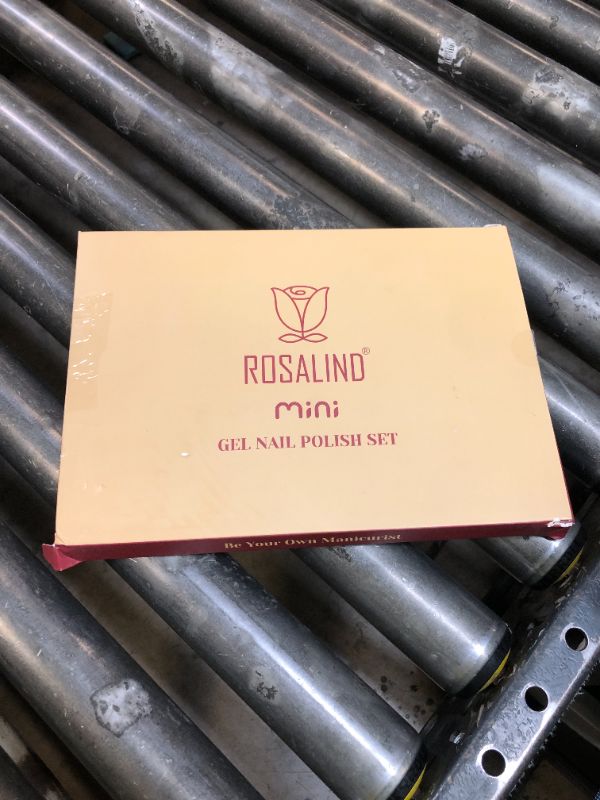 ROSALIND®
mini
GEL NAIL POLISH SET
Be Your Own Manicurist